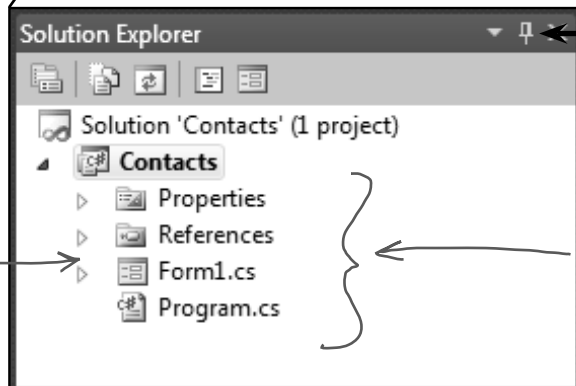 Solution Explorer
Solution 'Contacts' (1 project)
C# Contacts
Properties
References
Form1.cs
C# Program.cs